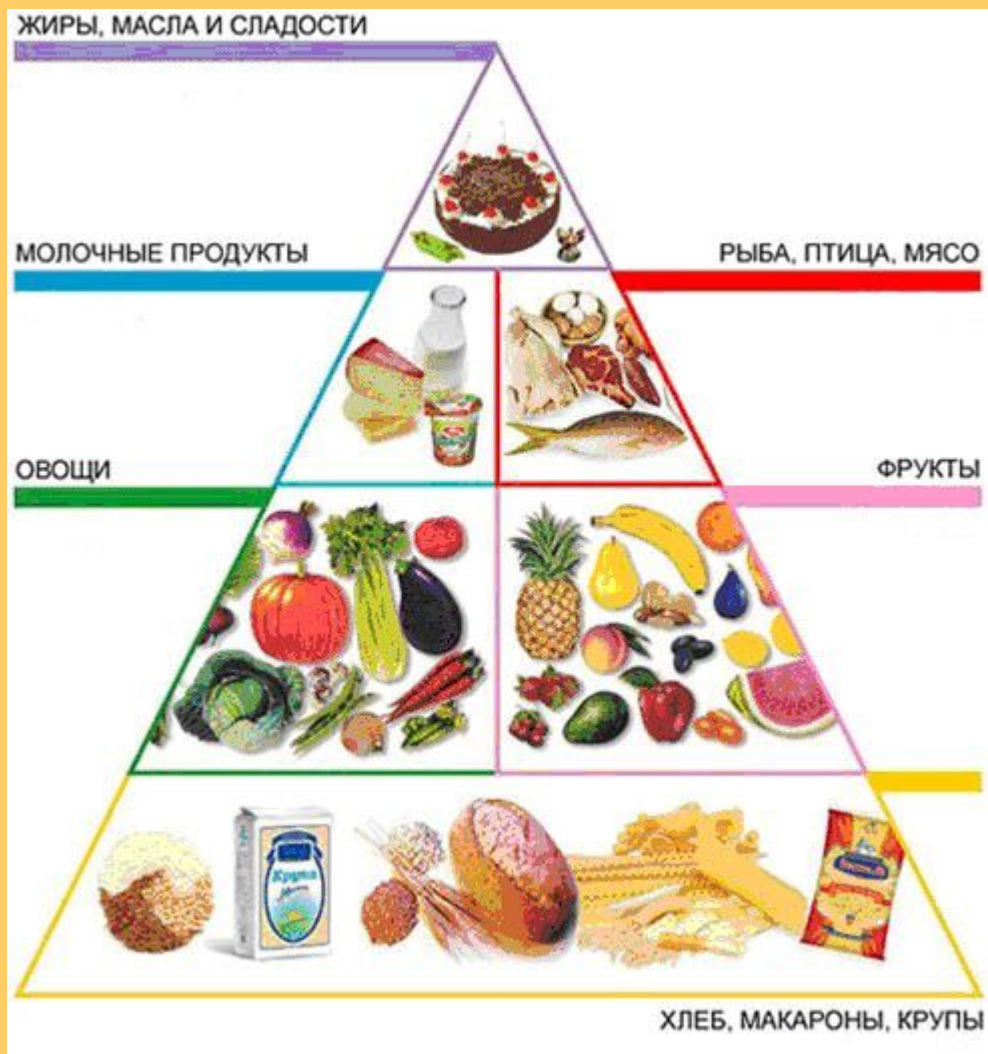 ЖИРЫ, МАСЛА И СЛАДОСТИ
МОЛОЧНЫЕ ПРОДУКТЫ
РЫБА, ПТИЦА, МЯСО
ОВОЩИ
ФРУКТЫ
Крупа
ХЛЕБ, МАКАРОНЫ, КРУПЫ